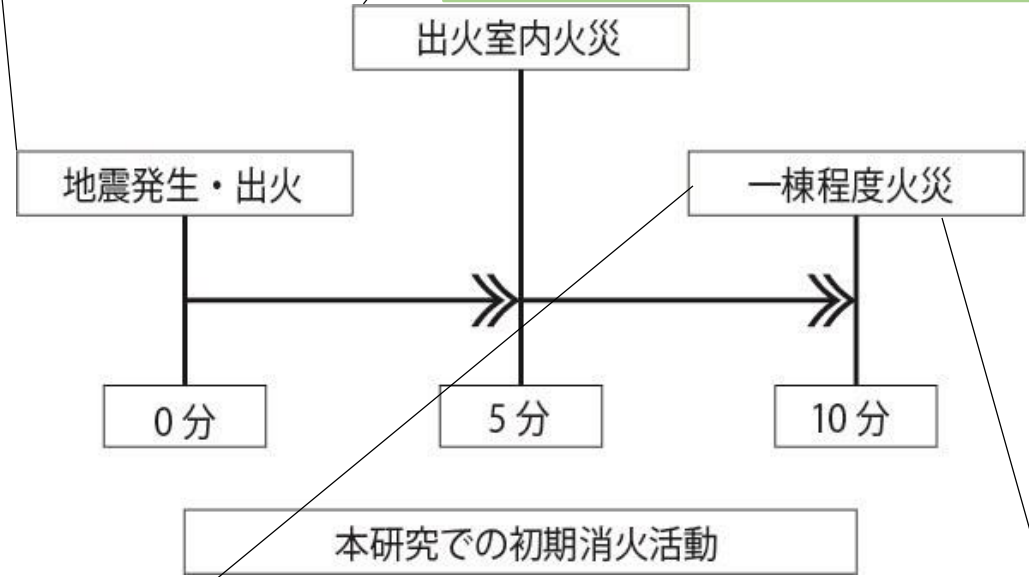 出火室内火災
地震発生・出火
一棟程度火災
0分
5分
10分
本研究での初期消火活動